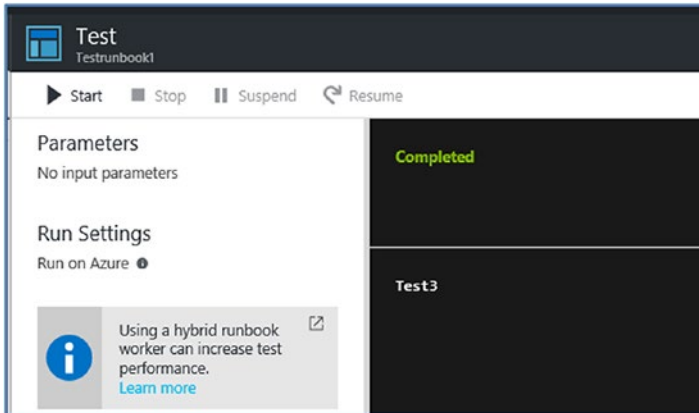 Test
Testrunbook1
Start Stop Suspend Resume
Parameters
No input parameters
Run Settings
Run on Azure
Using a hybrid runbook
worker can increase test
performance.
Learn more
Completed
Test3